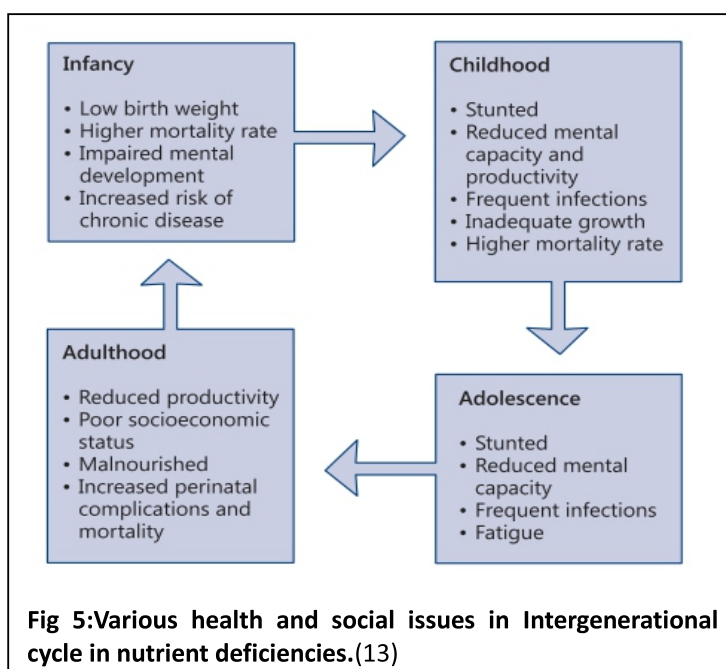 Infancy
• Low birth weight
• Higher mortality rate
• Impaired mental
development
• Increased risk of
chronic disease
Childhood
• Stunted
• Reduced mental
capacity and
productivity
• Frequent infections
• Inadequate growth
• Higher mortality rate
Adolescence
• Stunted
• Reduced mental
capacity
• Frequent infections
• Fatigue
Adulthood
• Reduced productivity
• Poor socioeconomic
status
• Malnourished
• Increased perinatal
complications and
mortality
Fig 5:Various health and social issues in Intergenerational
cycle in nutrient deficiencies.(13)